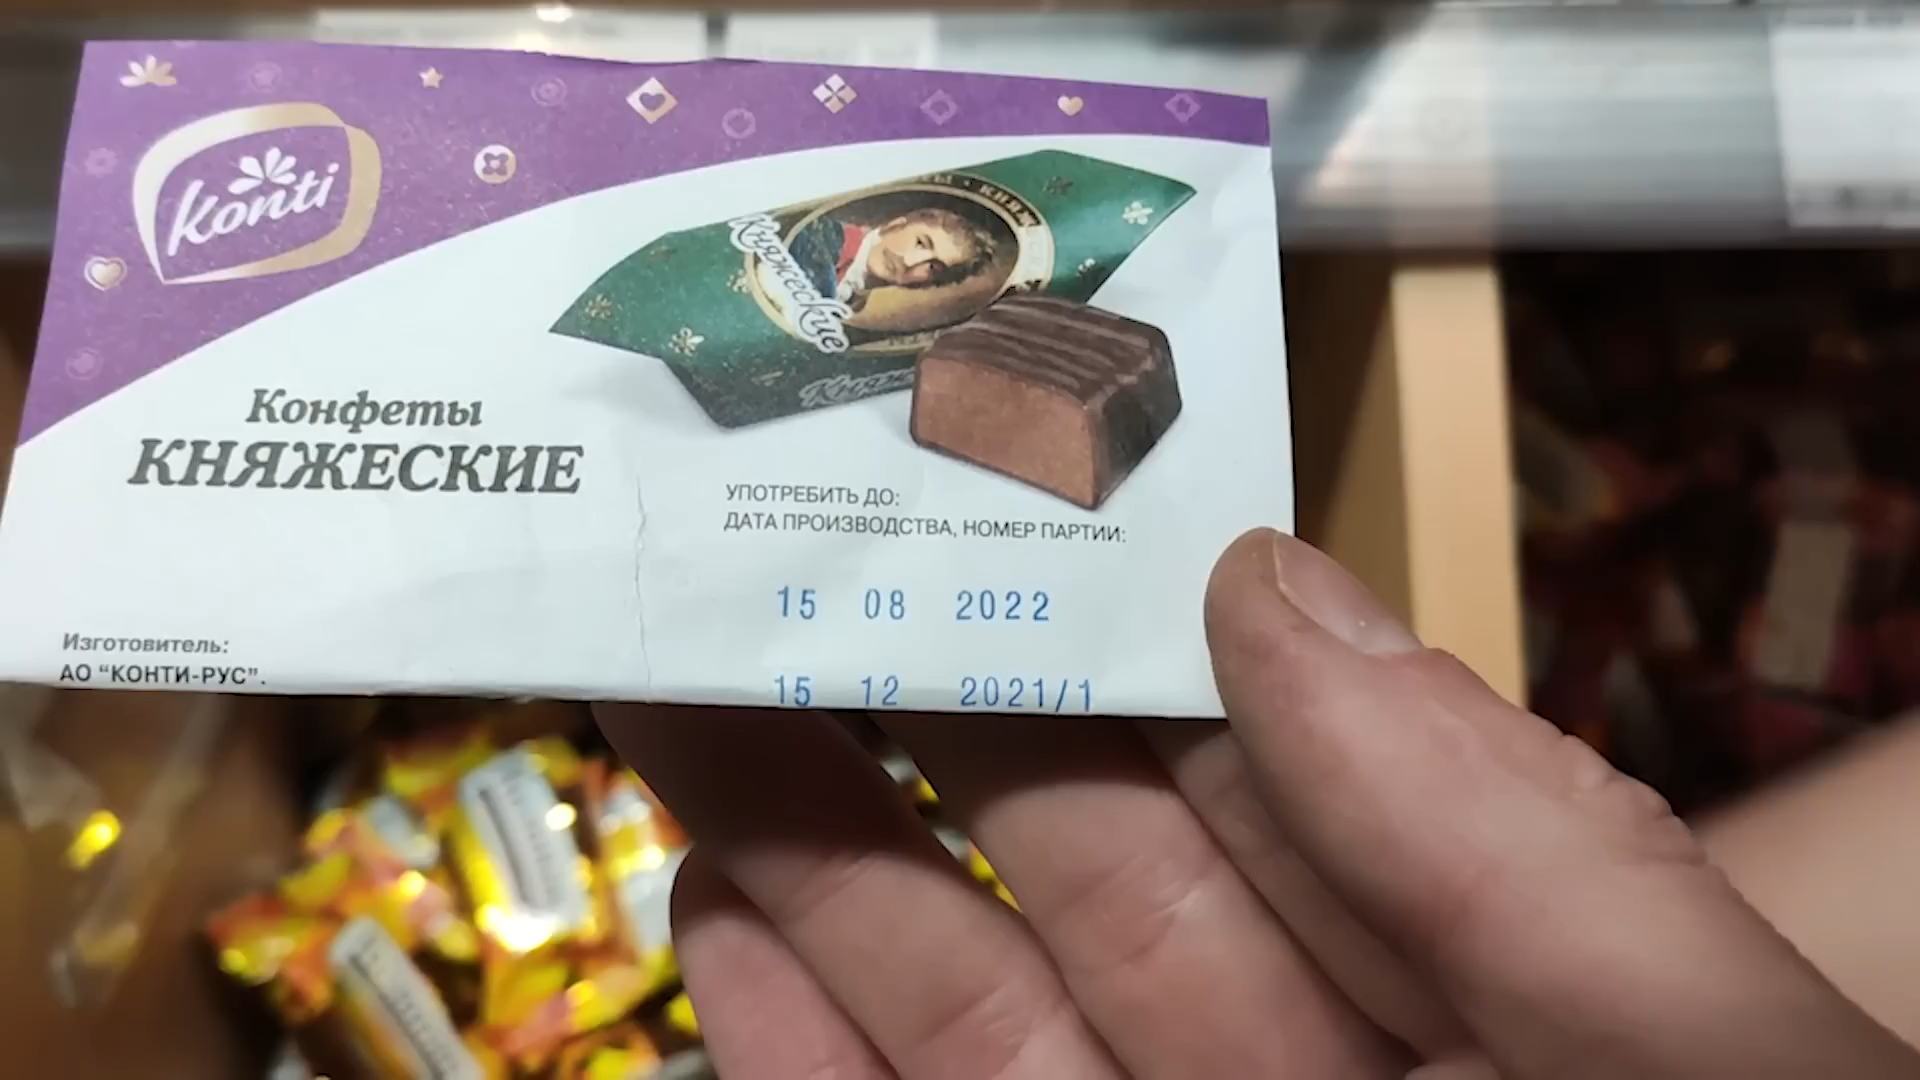 Konti
Княжеские
Конфеты
КНЯЖЕСКИЕ
УПОТРЕБИТЬ ДО:
ДАТА ПРОИЗВОДСТВА, НОМЕР ПАРТИИ:
15 08 2022
15 12 2021/1
Изготовитель:
АО “КОНТИ-РУС”.